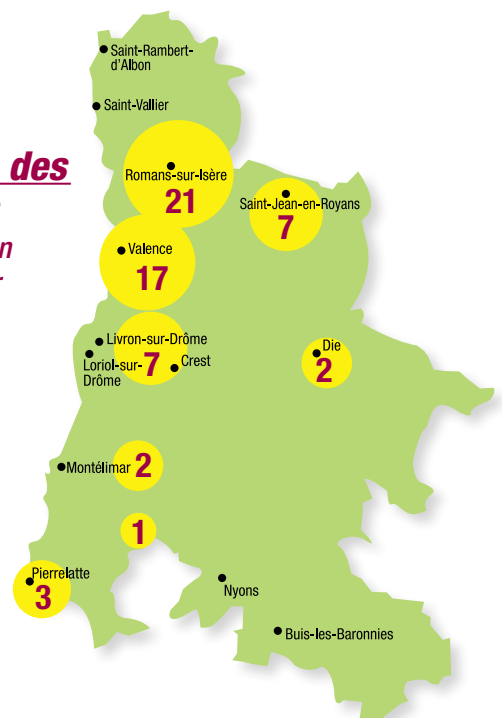 Saint-Rambert-
d'Albon
Saint-Vallier
des
Romans-sur-Isère
21
Saint-Jean-en-Royans
7
n
Valence
17
Livron-sur-Drôme
Loriol-sur-
Drôme
7
Crest
Die
2
Montélimar
2
1
Pierrelatte
3
Nyons
Buis-les-Baronnies